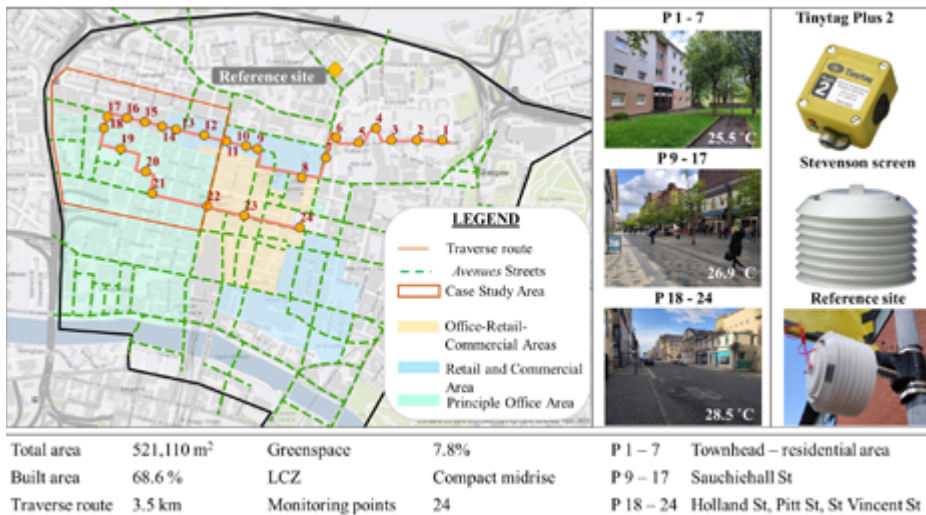 Reference site
17 16 15 13 12
18 14 11 10 9
19
20
21
22
23
24
8
7
6
5
4
3
2
1
LEGEND
Traverse route
Avenues Streets
Case Study Area
Office-Retail-
Commercial Areas
Retail and Commercial
Area
Principle Office Area
P 1 - 7
25.5 °C
P 9 - 17
26.9 °C
P 18 - 24
28.5 °C
Tinytag Plus 2
Tinytag
2
Stevenson screen
Reference site
Total area 521,110 m² Greenspace 7.8% P 1 – 7 Townhead – residential area
Built area 68.6 % LCZ Compact midrise P 9 – 17 Sauchiehall St
Traverse route 3.5 km Monitoring points 24 P 18 – 24 Holland St, Pitt St, St Vincent St